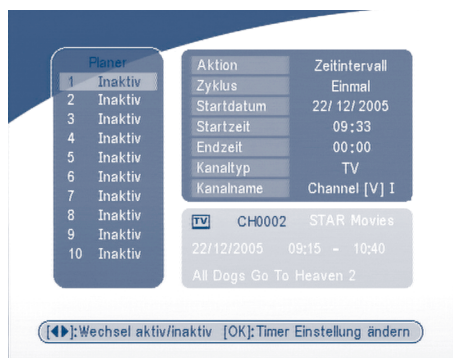 Planer
1 Inaktiv
2 Inaktiv
3 Inaktiv
4 Inaktiv
5 Inaktiv
6 Inaktiv
7 Inaktiv
8 Inaktiv
9 Inaktiv
10 Inaktiv
Aktion Zeitintervall
Zyklus Einmal
Startdatum 22/ 12/ 2005
Startzeit 09:33
Endzeit 00:00
Kanaltyp TV
Kanalname Channel [V] I
TV CH0002 STAR Movies
22/12/2005 09:15 - 10:40
All Dogs Go To Heaven 2
[◀▶]:Wechsel aktiv/inaktiv [OK]:Timer Einstellung ändern